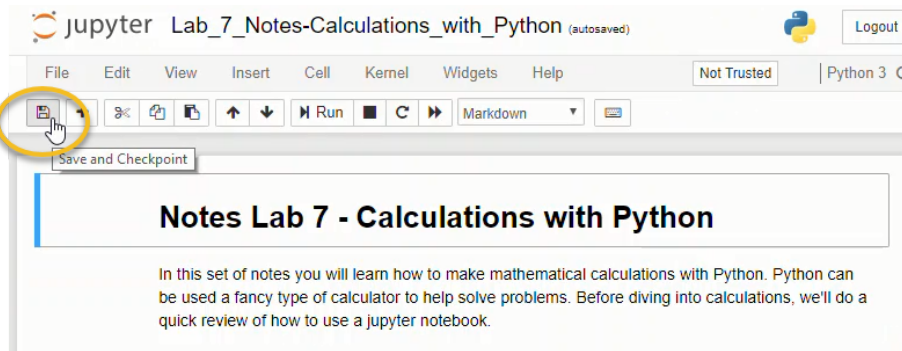 jupyter Lab_7_Notes-Calculations_with_Python (autosaved) Logout
File Edit View Insert Cell Kernel Widgets Help Not Trusted Python 3
Run Markdown
Save and Checkpoint
Notes Lab 7 - Calculations with Python
In this set of notes you will learn how to make mathematical calculations with Python. Python can
be used a fancy type of calculator to help solve problems. Before diving into calculations, we'll do a
quick review of how to use a jupyter notebook.